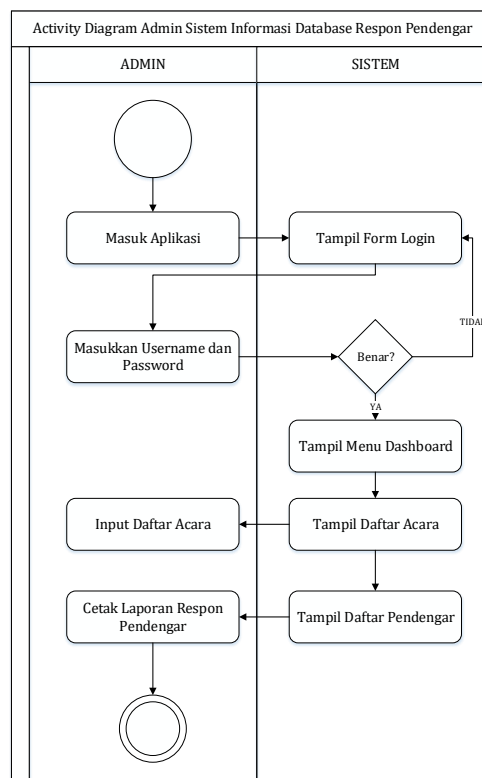 Activity Diagram Admin Sistem Informasi Database Respon Pendengar
ADMIN
SISTEM
Masuk Aplikasi
Tampil Form Login
TIDAK
Masukkan Username dan
Password
Benar?
YA
Tampil Menu Dashboard
Input Daftar Acara
Tampil Daftar Acara
Cetak Laporan Respon
Pendengar
Tampil Daftar Pendengar